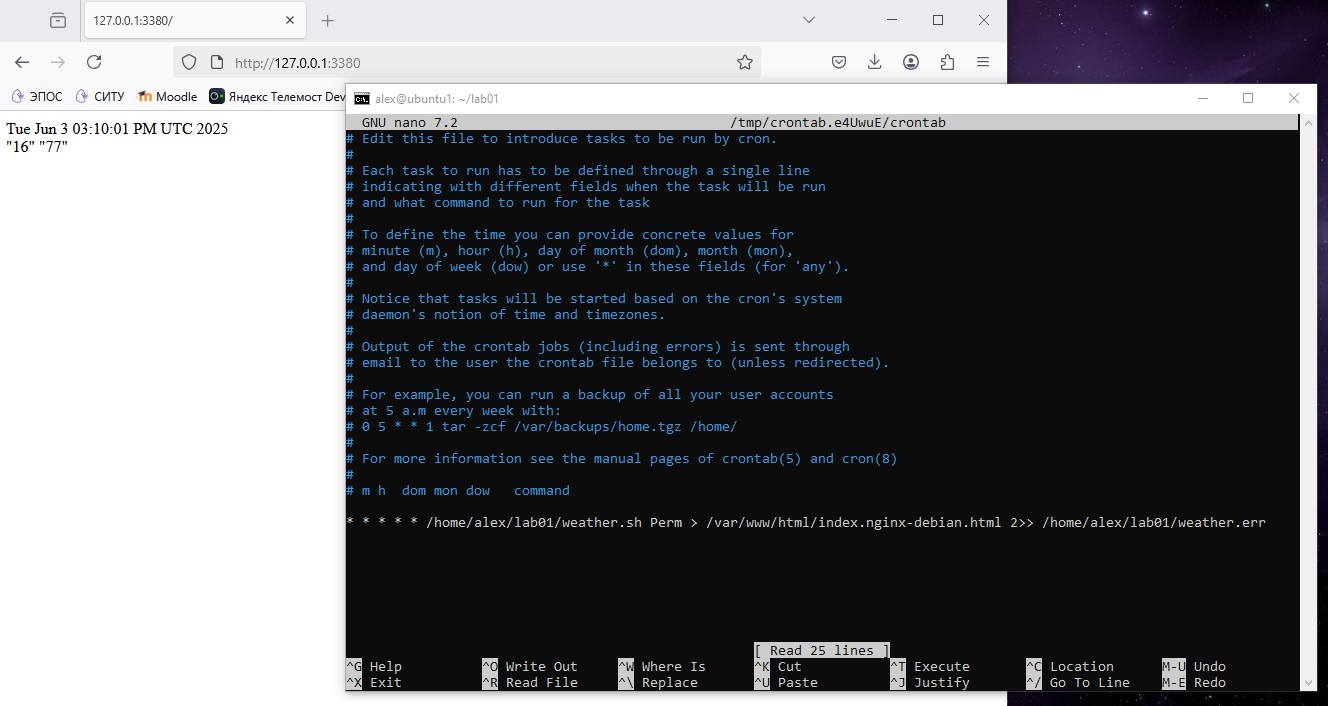 127.0.0.1:3380/
http://127.0.0.1:3380
ЭПОС СИТУ Moodle Яндекс Телемост Dev
Tue Jun 3 03:10:01 PM UTC 2025
"16" "77"
alex@ubuntu1: ~/lab01
GNU nano 7.2 /tmp/crontab.e4UwuE/crontab
# Edit this file to introduce tasks to be run by cron.
#
# Each task to run has to be defined through a single line
# indicating with different fields when the task will be run
# and what command to run for the task
#
# To define the time you can provide concrete values for
# minute (m), hour (h), day of month (dom), month (mon),
# and day of week (dow) or use '*' in these fields (for 'any').
#
# Notice that tasks will be started based on the cron's system
# daemon's notion of time and timezones.
#
# Output of the crontab jobs (including errors) is sent through
# email to the user the crontab file belongs to (unless redirected).
#
# For example, you can run a backup of all your user accounts
# at 5 a.m every week with:
# 0 5 * * 1 tar -zcf /var/backups/home.tgz /home/
#
# For more information see the manual pages of crontab(5) and cron(8)
#
# m h  dom mon dow   command
* * * * * /home/alex/lab01/weather.sh Perm > /var/www/html/index.nginx-debian.html 2>> /home/alex/lab01/weather.err
[ Read 25 lines ]
^G Help ^O Write Out ^W Where Is ^K Cut ^T Execute ^C Location M-U Undo
^X Exit ^R Read File ^\ Replace ^U Paste ^J Justify ^/ Go To Line M-E Redo